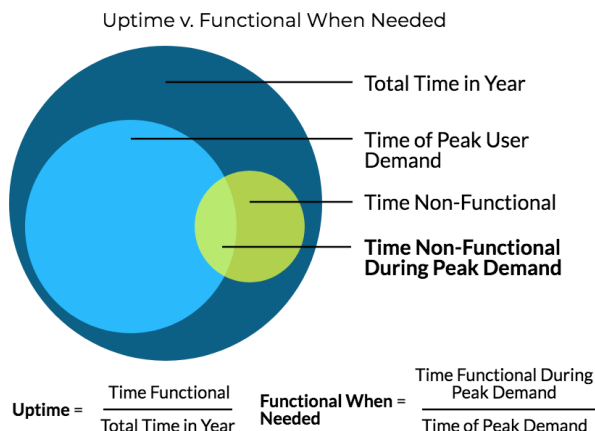 Uptime v. Functional When Needed
Total Time in Year
Time of Peak User
Demand
Time Non-Functional
Time Non-Functional
During Peak Demand
Uptime =
Time Functional
Total Time in Year
Functional When =
Needed
Time Functional During
Peak Demand
Time of Peak Demand